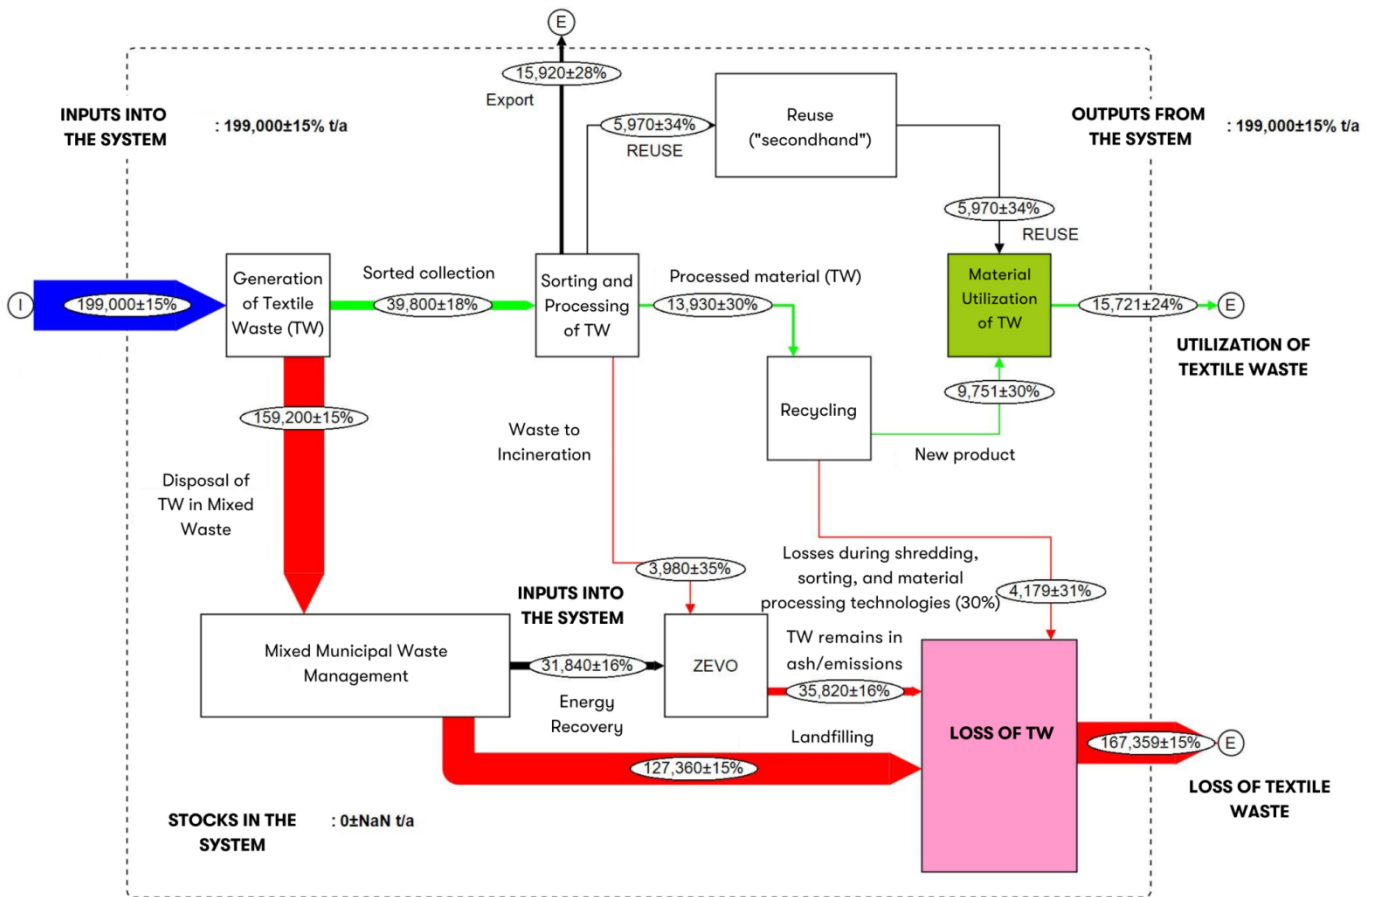 E
15,920±28%
Export
INPUTS INTO
THE SYSTEM
: 199,000±15% t/a
5,970±34%
REUSE
Reuse
("secondhand")
OUTPUTS FROM
THE SYSTEM
: 199,000±15% t/a
5,970±34%
REUSE
I
199,000±15%
Generation
of Textile
Waste (TW)
Sorted collection
39,800±18%
Sorting and
Processing
of TW
Processed material (TW)
13,930±30%
Material
Utilization
of TW
15,721±24%
E
UTILIZATION OF
TEXTILE WASTE
159,200±15%
Waste to
Incineration
Recycling
9,751±30%
New product
Disposal of
TW in Mixed
Waste
3,980±35%
Losses during shredding,
sorting, and material
processing technologies (30%)
4,179±31%
INPUTS INTO
THE SYSTEM
Mixed Municipal Waste
Management
31,840±16%
Energy
Recovery
ZEVO
TW remains in
ash/emissions
35,820±16%
Landfilling
127,360±15%
LOSS OF TW
167,359±15%
E
LOSS OF TEXTILE
WASTE
STOCKS IN THE
SYSTEM
: 0±NaN t/a